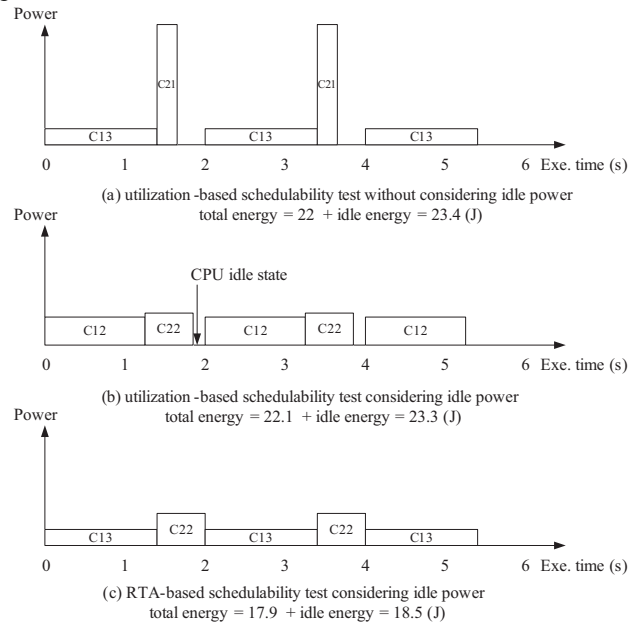 Power
C21
C21
C13
C13
C13
0 1 2 3 4 5 6 Exe. time (s)
(a) utilization -based schedulability test without considering idle power
total energy = 22 + idle energy = 23.4 (J)
Power
CPU idle state
C12
C22
C12
C22
C12
0 1 2 3 4 5 6 Exe. time (s)
(b) utilization -based schedulability test considering idle power
total energy = 22.1 + idle energy = 23.3 (J)
Power
C13
C22
C13
C22
C13
0 1 2 3 4 5 6 Exe. time (s)
(c) RTA-based schedulability test considering idle power
total energy = 17.9 + idle energy = 18.5 (J)